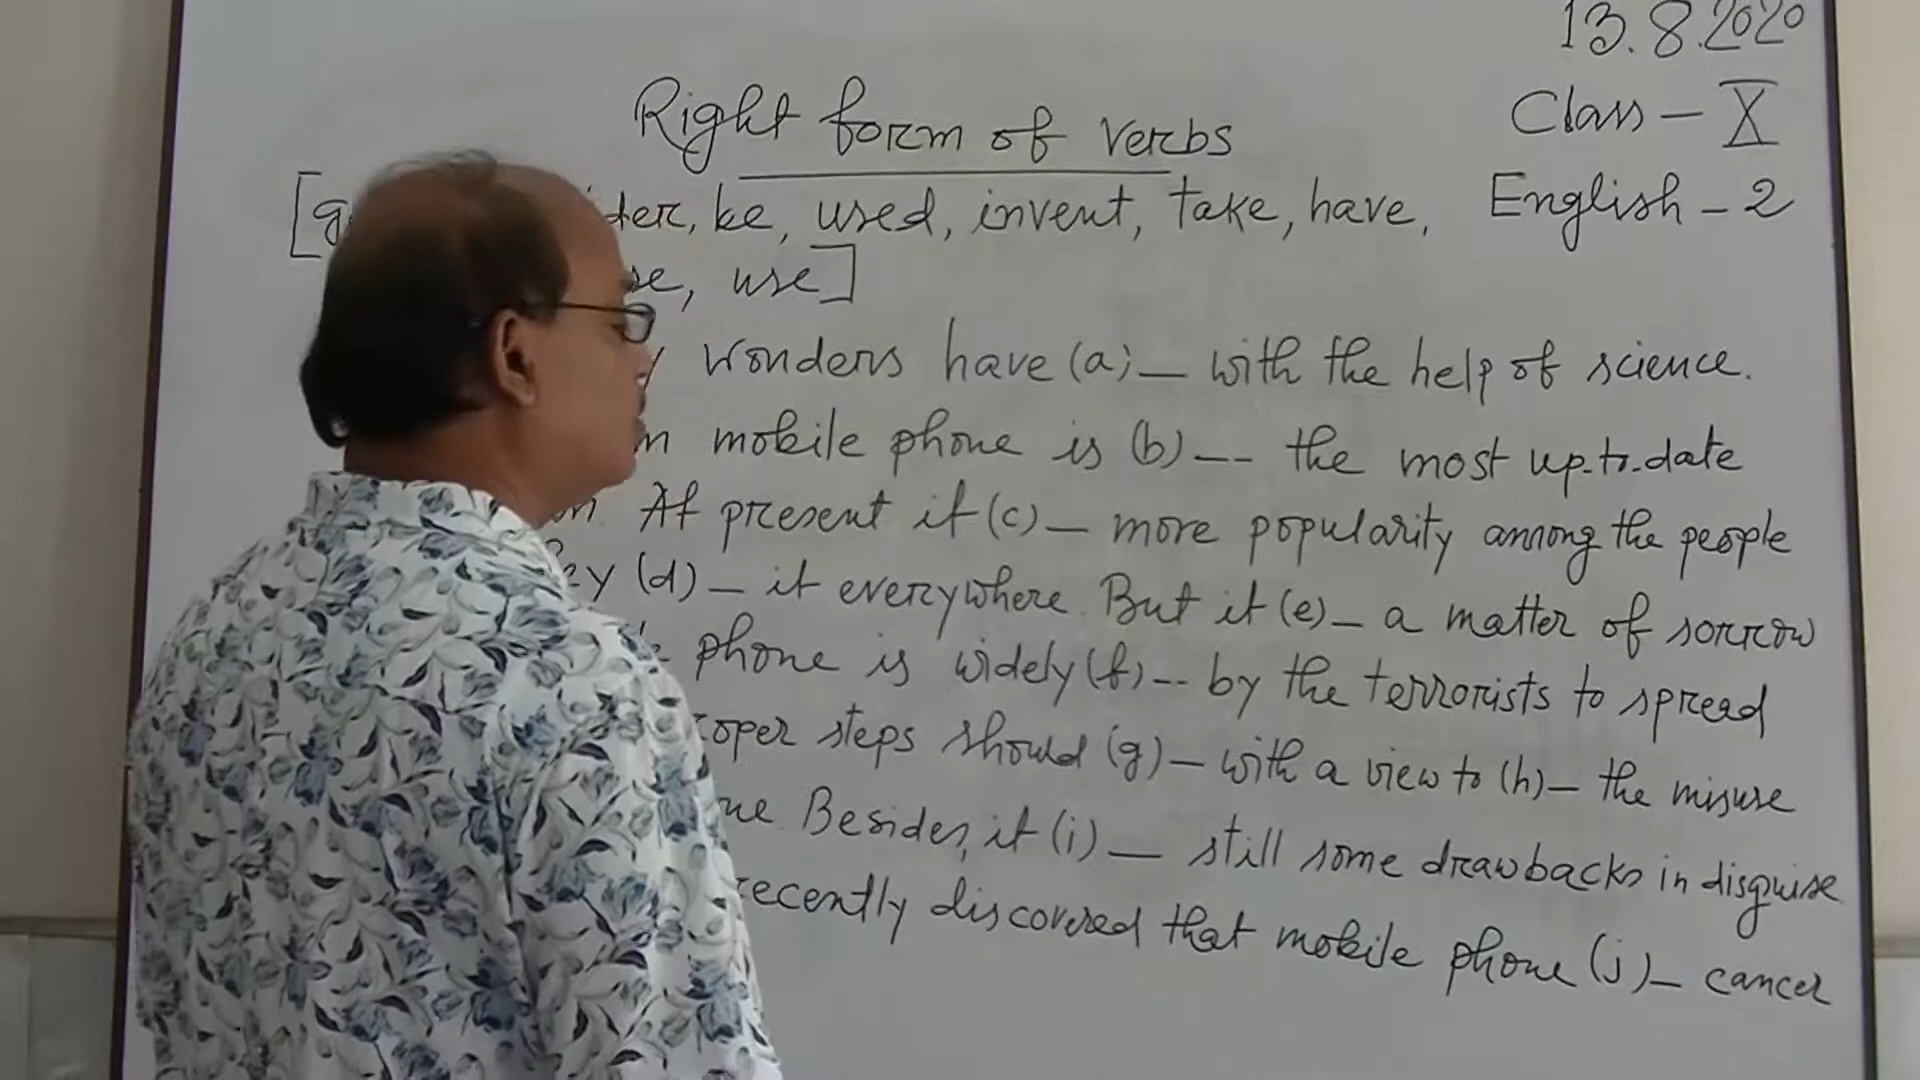 13.8.2020
Right form of verbs
Class - X
der, be, used, invent, take, have,
English - 2
se, use]
wonders have (a) — with the help of science.
mobile phone is (b) -- the most up-to-date
At present it (c) — more popularity among the people
(d) — it everywhere. But it (e) — a matter of sorrow
phone is widely (f) -- by the terrorists to spread
oper steps should (g) — with a view to (h) — the misuse
ne. Besides, it (i) — still some drawbacks in disguise
recently discovered that mobile phone (j) — cancer